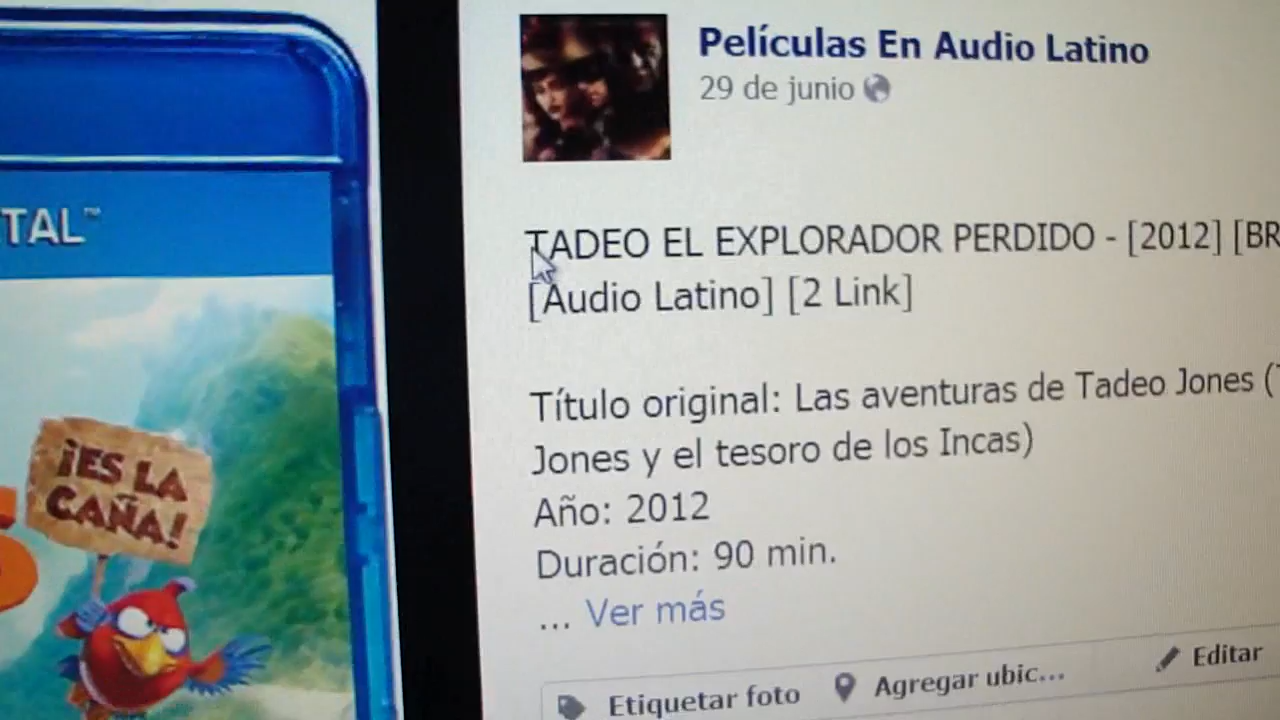 TAL™
¡ES LA
CAÑA!
Películas En Audio Latino
29 de junio
TADEO EL EXPLORADOR PERDIDO - [2012] [BR
[Audio Latino] [2 Link]
Título original: Las aventuras de Tadeo Jones (
Jones y el tesoro de los Incas)
Año: 2012
Duración: 90 min.
... Ver más
Etiquetar foto Agregar ubic... Editar